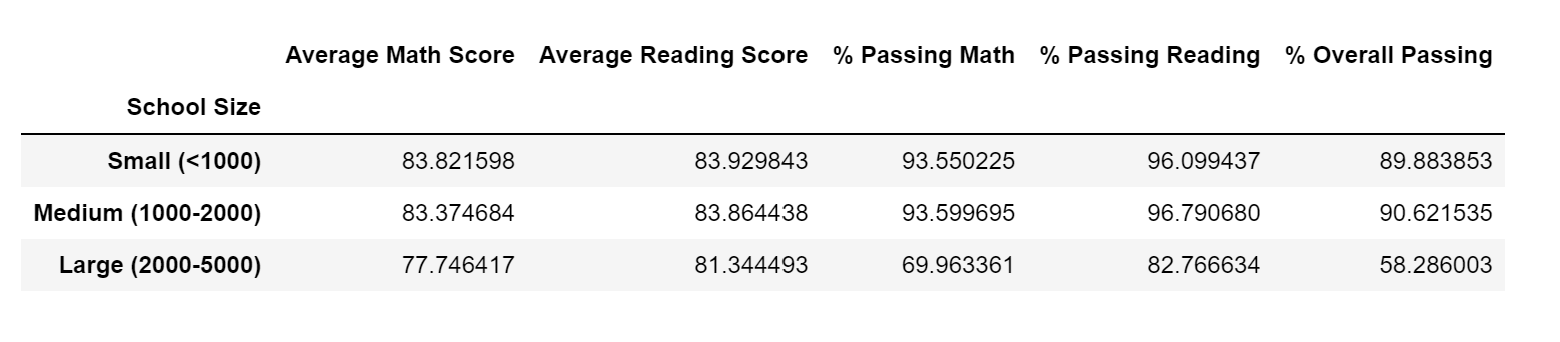 Average Math Score Average Reading Score % Passing Math % Passing Reading % Overall Passing
School Size
Small (<1000) 83.821598 83.929843 93.550225 96.099437 89.883853
Medium (1000-2000) 83.374684 83.864438 93.599695 96.790680 90.621535
Large (2000-5000) 77.746417 81.344493 69.963361 82.766634 58.286003